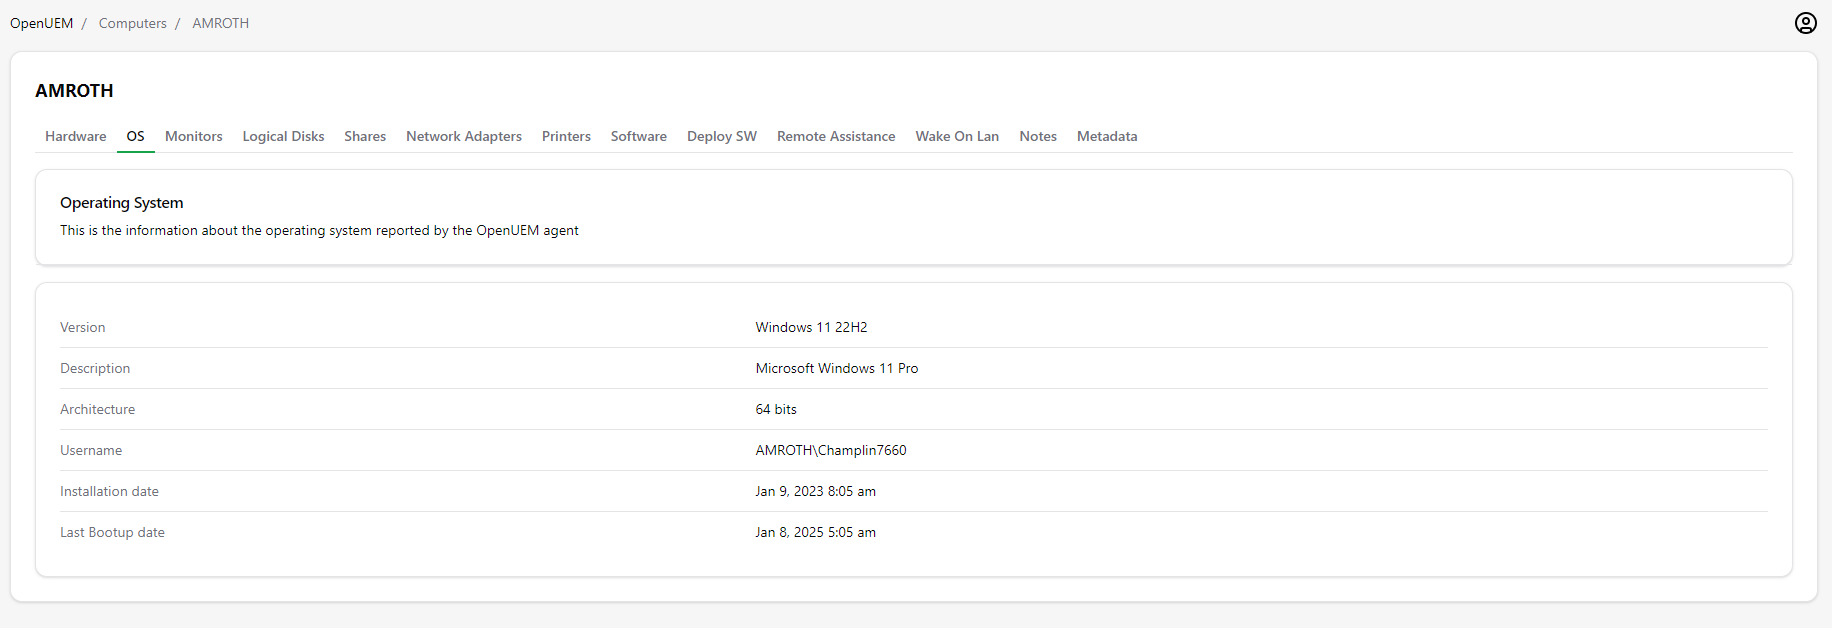 OpenUEM / Computers / AMROTH
AMROTH
Hardware OS Monitors Logical Disks Shares Network Adapters Printers Software Deploy SW Remote Assistance Wake On Lan Notes Metadata
Operating System
This is the information about the operating system reported by the OpenUEM agent
Version Windows 11 22H2
Description Microsoft Windows 11 Pro
Architecture 64 bits
Username AMROTH\Champlin7660
Installation date Jan 9, 2023 8:05 am
Last Bootup date Jan 8, 2025 5:05 am